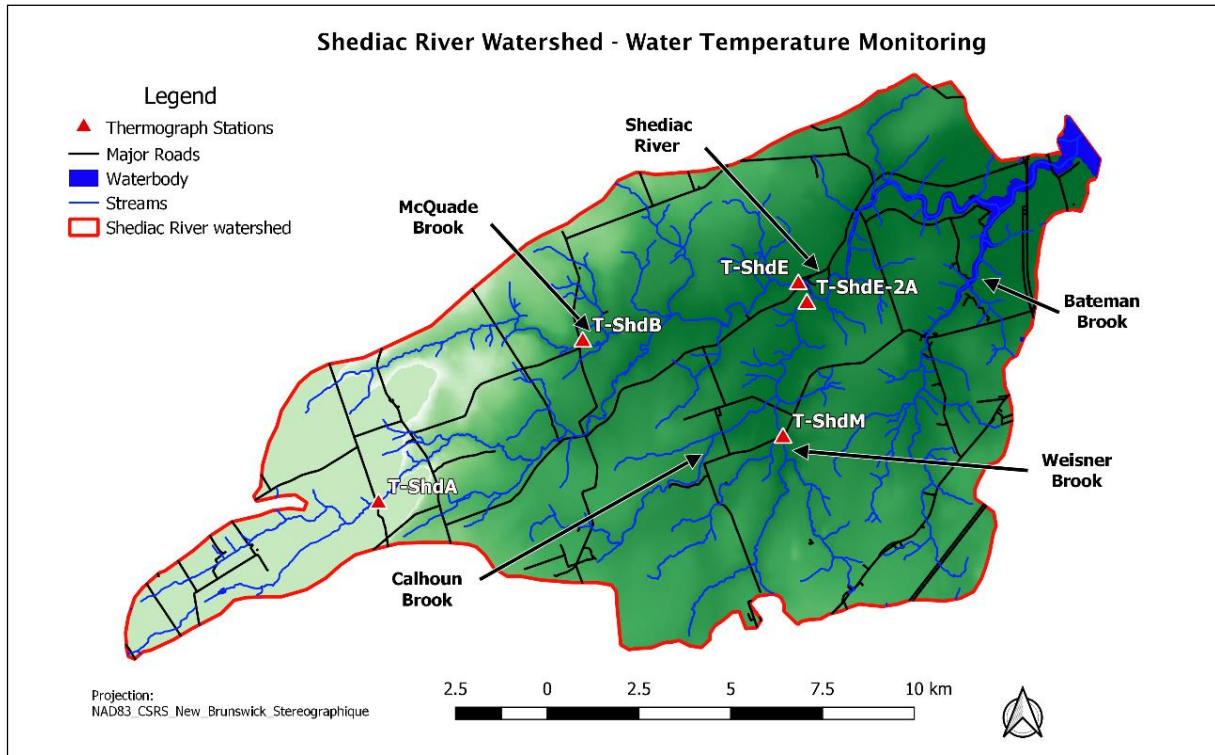 Shediac River Watershed - Water Temperature Monitoring
Legend
Thermograph Stations
Major Roads
Waterbody
Streams
Shediac River watershed
Shediac
River
McQuade
Brook
T-ShdE
T-ShdE-2A
Bateman
Brook
T-ShdB
T-ShdM
Weisner
Brook
T-ShdA
Calhoun
Brook
Projection:
NAD83_CSRS_New_Brunswick_Stereographique
2.5 0 2.5 5 7.5 10 km